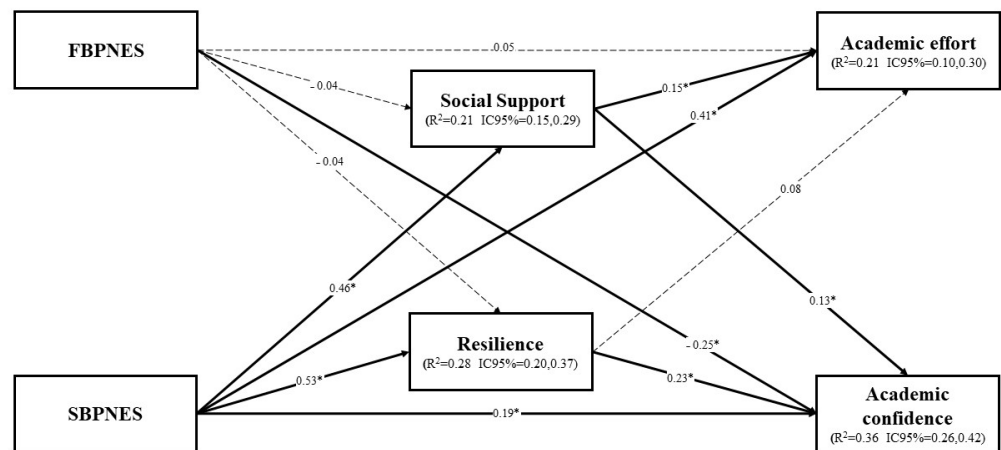 FBPNES
Academic effort
(R²=0.21 IC95%=0.10,0.30)
0.05
-0.04
Social Support
(R²=0.21 IC95%=0.15,0.29)
0.15*
0.41*
- 0.04
0.08
0.46*
0.13*
Resilience
(R²=0.28 IC95%=0.20,0.37)
- 0.25*
0.53*
0.23*
SBPNES
0.19*
Academic
confidence
(R²=0.36 IC95%=0.26,0.42)